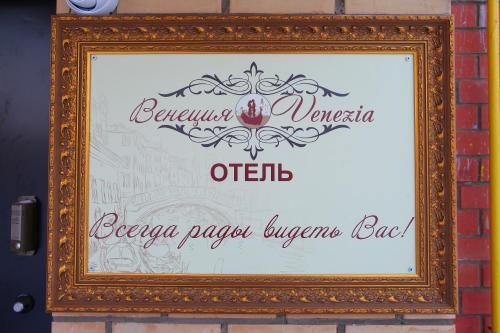 Венеция Venezia
ОТЕЛЬ
Всегда рады видеть Вас!